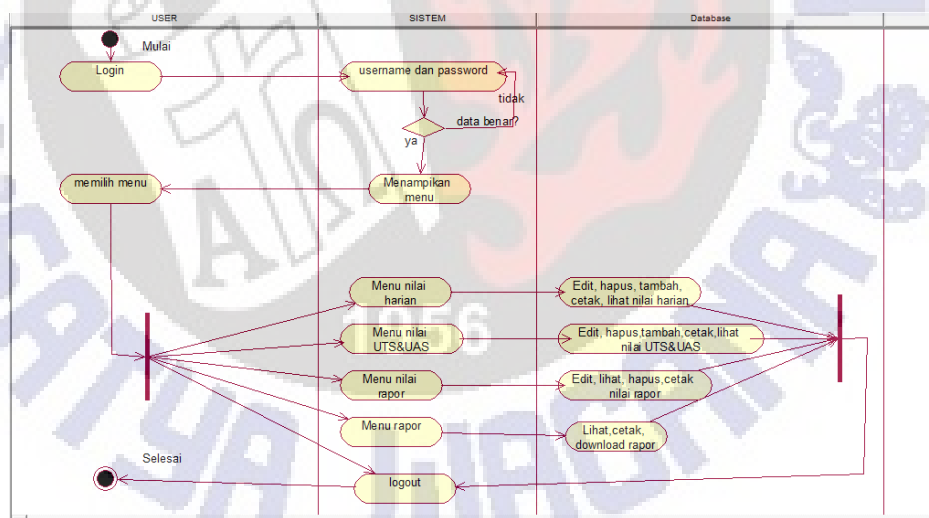 USER
SISTEM
Database
Mulai
Login
username dan password
tidak
data benar?
ya
memilih menu
Menampikan
menu
Menu nilai
harian
Edit, hapus, tambah,
cetak, lihat nilai harian
1956
Menu nilai
UTS&UAS
Edit, hapus,tambah,cetak,lihat
nilai UTS&UAS
Menu nilai
rapor
Edit, lihat, hapus,cetak
nilai rapor
Menu rapor
Lihat,cetak,
download rapor
Selesai
logout
WACANA